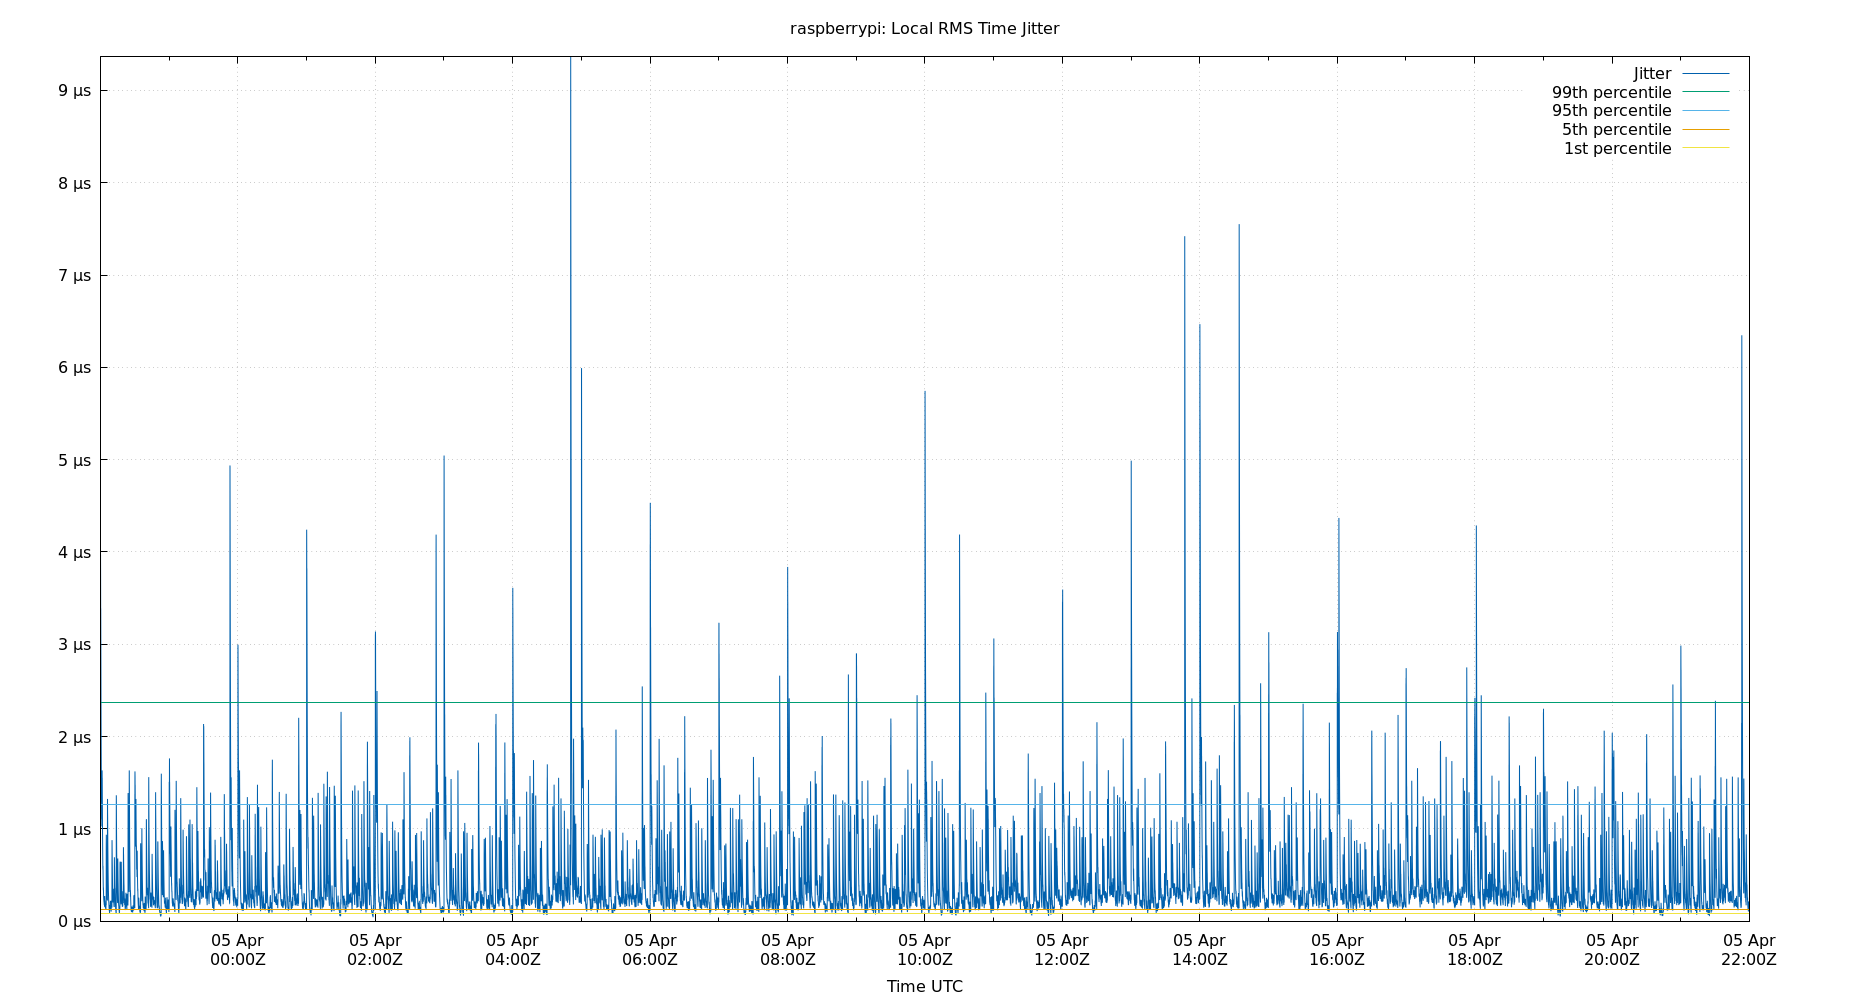 raspberrypi: Local RMS Time Jitter
Jitter
99th percentile
95th percentile
5th percentile
1st percentile
9 µs
8 µs
7 µs
6 µs
5 µs
4 µs
3 µs
2 µs
1 µs
0 µs
05 Apr 05 Apr 05 Apr 05 Apr 05 Apr 05 Apr 05 Apr 05 Apr 05 Apr 05 Apr 05 Apr 05 Apr
00:00Z 02:00Z 04:00Z 06:00Z 08:00Z 10:00Z 12:00Z 14:00Z 16:00Z 18:00Z 20:00Z 22:00Z
Time UTC